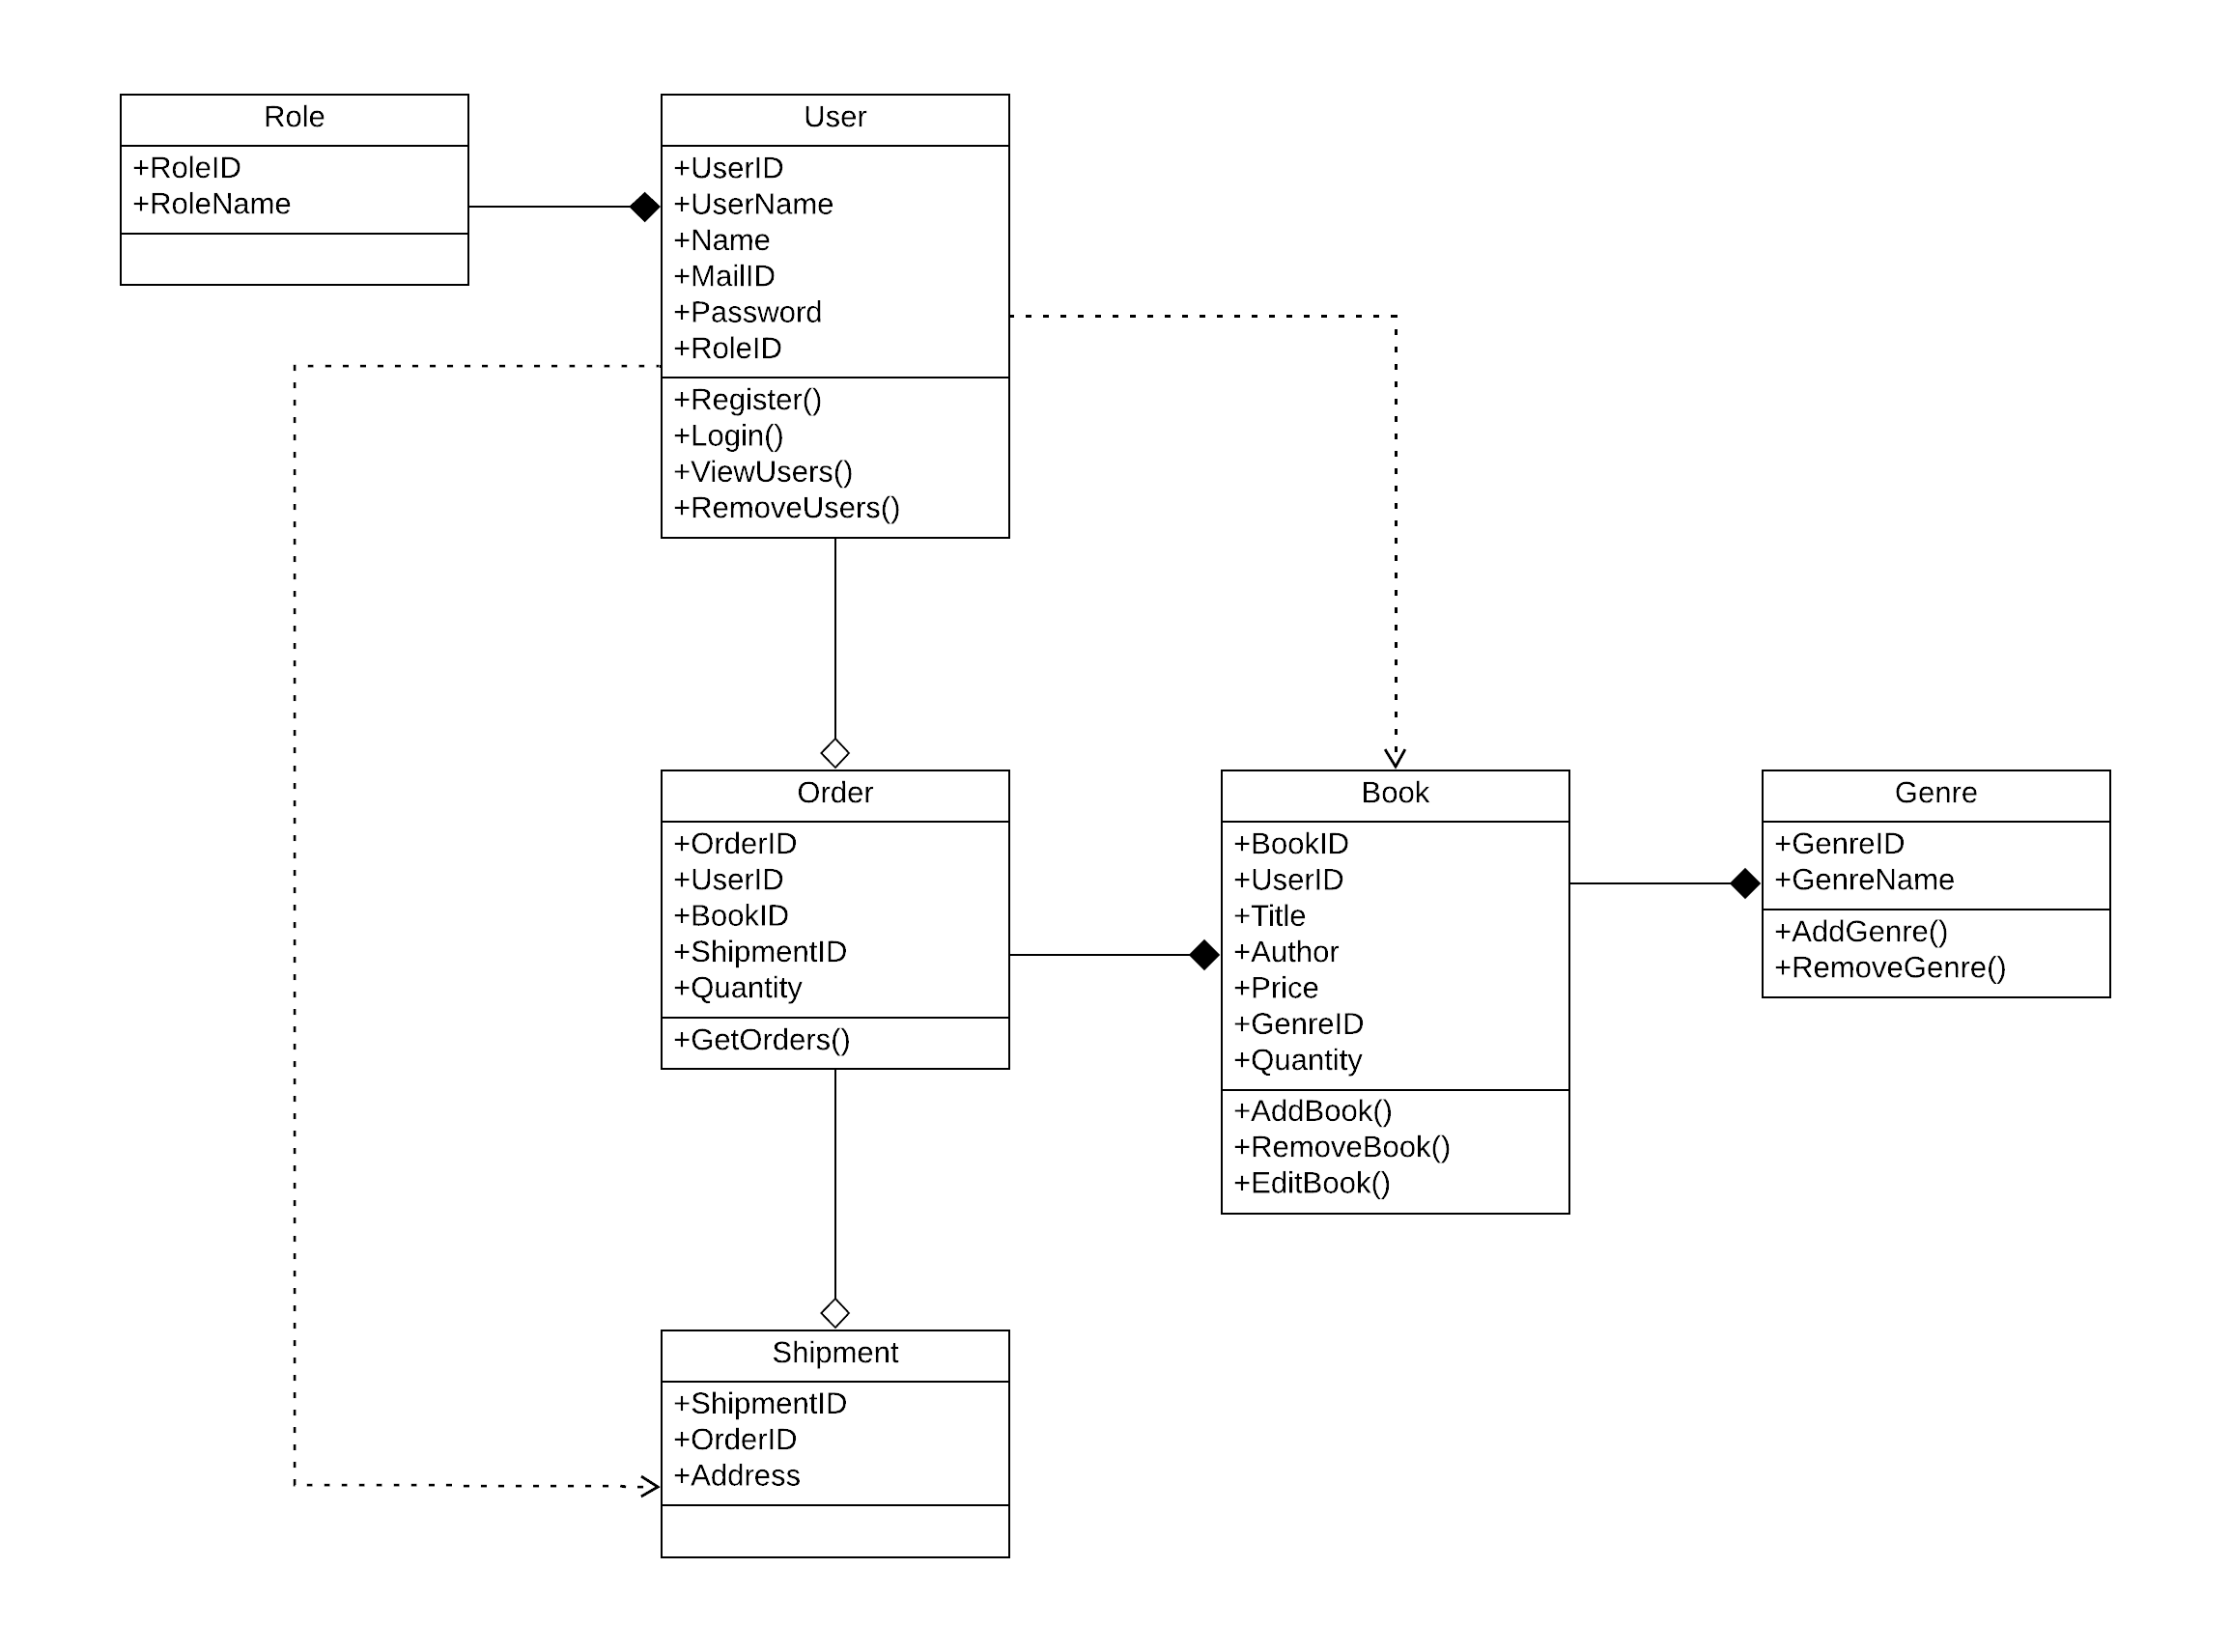 Role
+RoleID
+RoleName
User
+UserID
+UserName
+Name
+MailID
+Password
+RoleID
+Register()
+Login()
+ViewUsers()
+RemoveUsers()
Order
+OrderID
+UserID
+BookID
+ShipmentID
+Quantity
+GetOrders()
Book
+BookID
+UserID
+Title
+Author
+Price
+GenreID
+Quantity
+AddBook()
+RemoveBook()
+EditBook()
Genre
+GenreID
+GenreName
+AddGenre()
+RemoveGenre()
Shipment
+ShipmentID
+OrderID
+Address